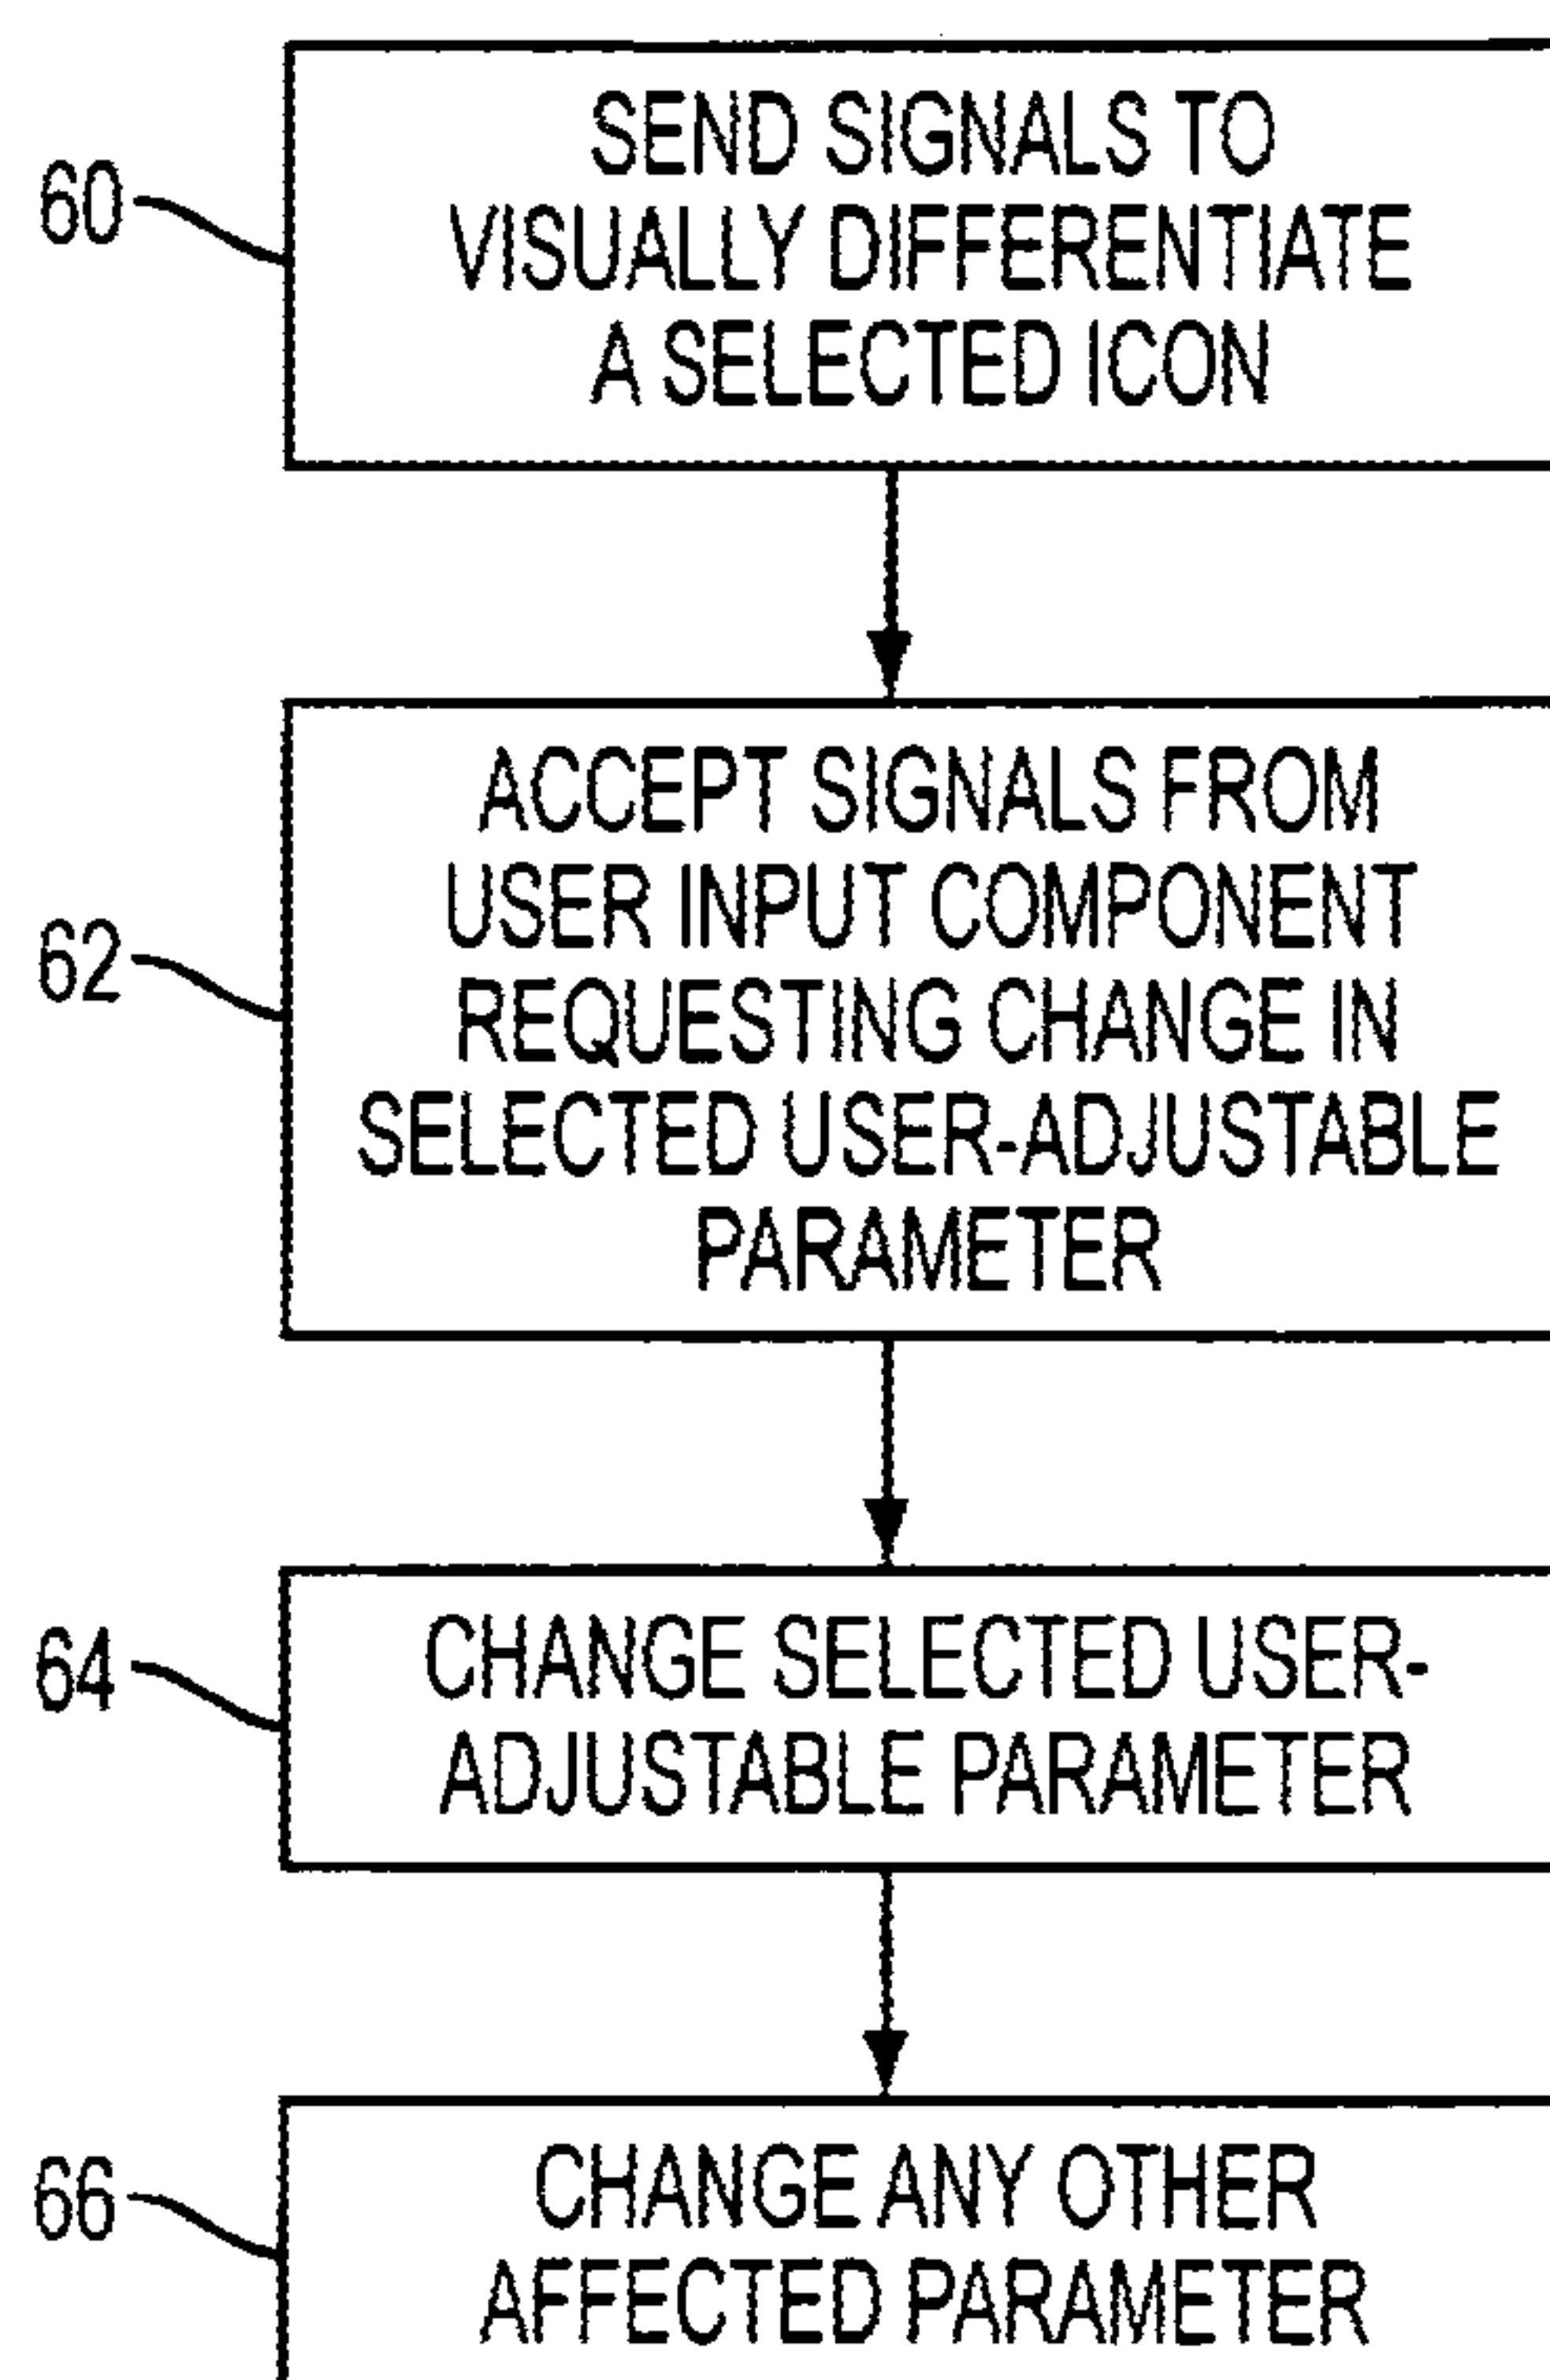 60
SEND SIGNALS TO
VISUALLY DIFFERENTIATE
A SELECTED ICON
62
ACCEPT SIGNALS FROM
USER INPUT COMPONENT
REQUESTING CHANGE IN
SELECTED USER-ADJUSTABLE
PARAMETER
64
CHANGE SELECTED USER-
ADJUSTABLE PARAMETER
66
CHANGE ANY OTHER
AFFECTED PARAMETER